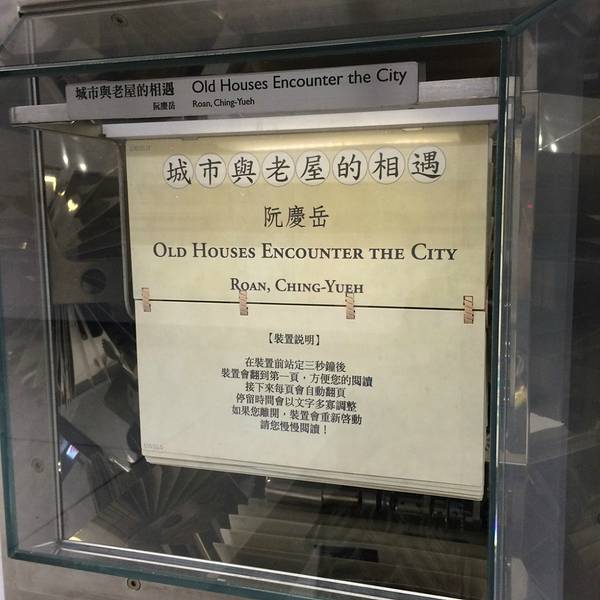 城市與老屋的相遇 Old Houses Encounter the City
阮慶岳 Roan, Ching-Yueh
城市與老屋的相遇
阮慶岳
OLD HOUSES ENCOUNTER THE CITY
ROAN, CHING-YUEH
【裝置說明】
在裝置前站定三秒鐘後
裝置會翻到第一頁，方便您的閱讀
接下來每頁會自動翻頁
停留時間會以文字多寡調整
如果您離開，裝置會重新啓動
請您慢慢閱讀！